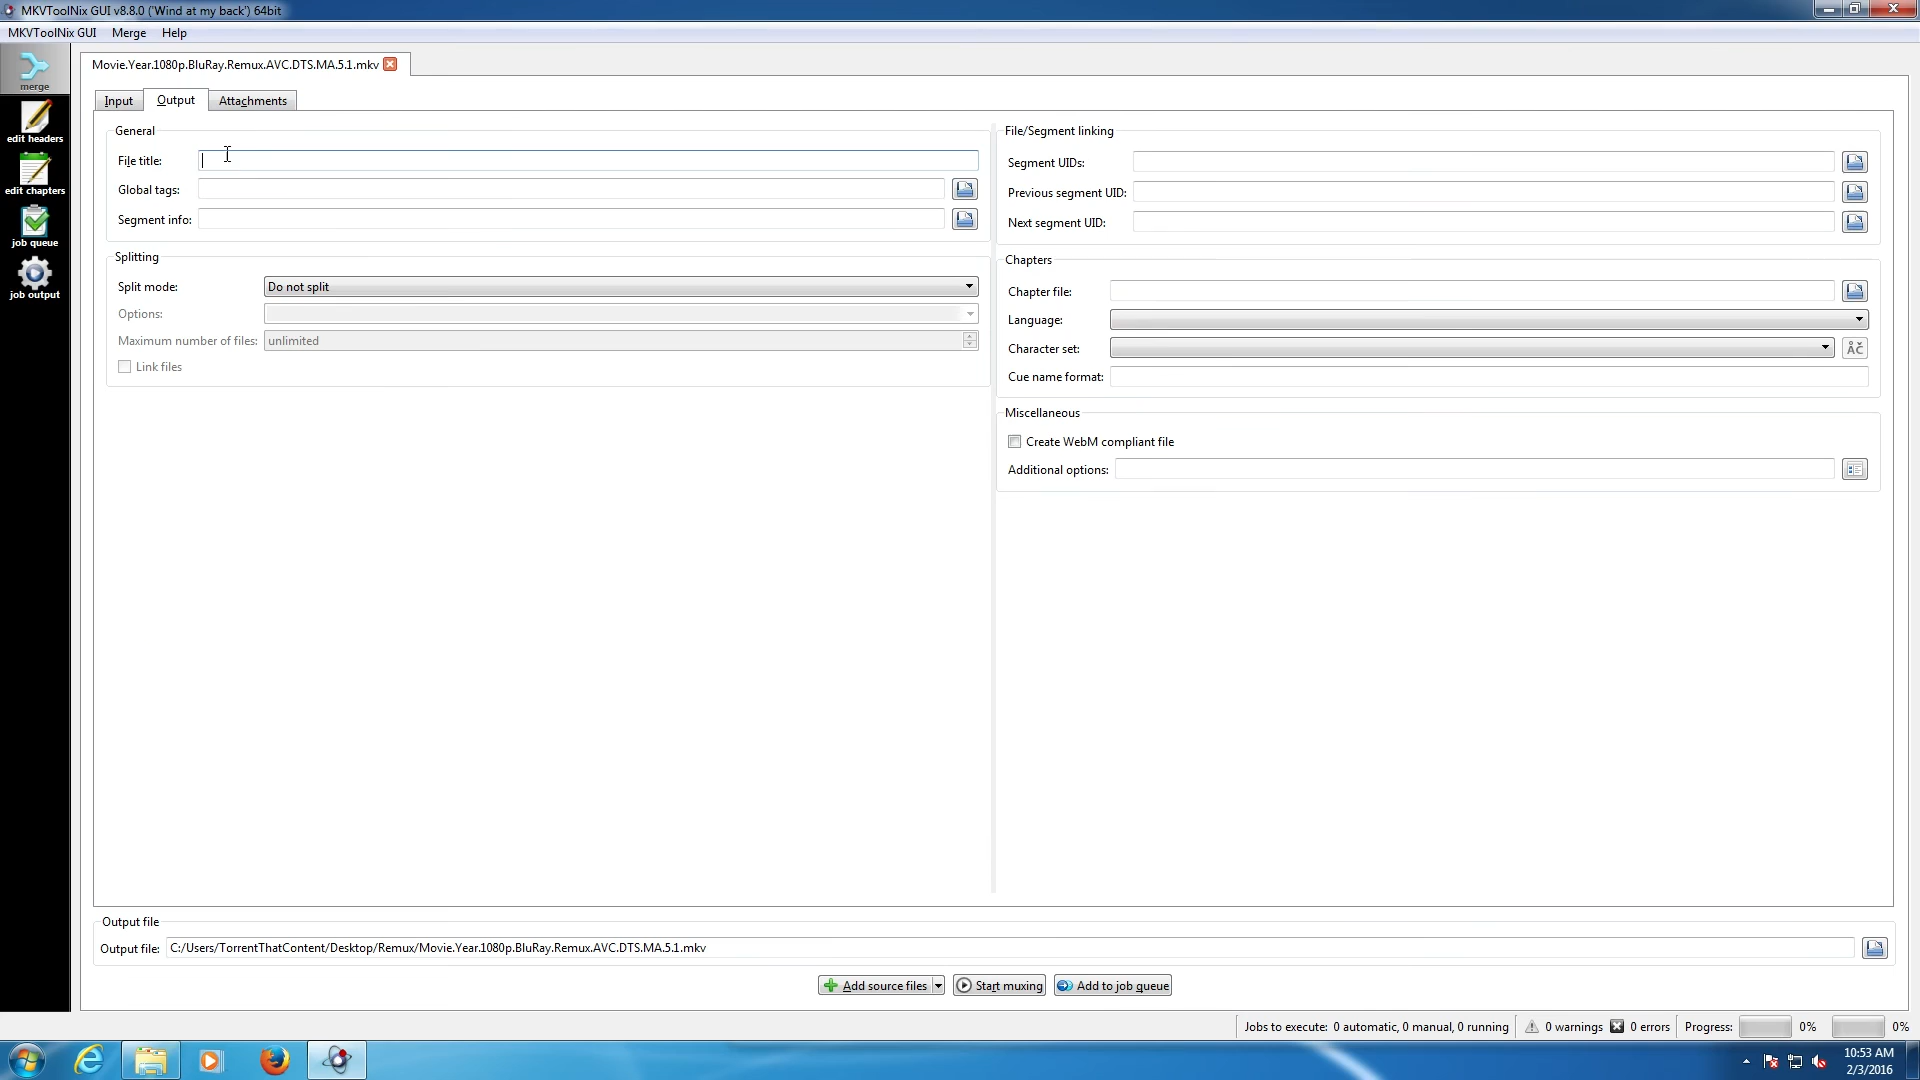 MKVToolNix GUI v8.8.0 ('Wind at my back') 64bit
MKVToolNix GUI Merge Help
merge
edit headers
edit chapters
job queue
job output
Movie.Year.1080p.BluRay.Remux.AVC.DTS.MA.5.1.mkv
Input Output Attachments
General
File title:
Global tags:
Segment info:
Splitting
Split mode: Do not split
Options:
Maximum number of files: unlimited
Link files
File/Segment linking
Segment UIDs:
Previous segment UID:
Next segment UID:
Chapters
Chapter file:
Language:
Character set:
Cue name format:
Miscellaneous
Create WebM compliant file
Additional options:
Output file
Output file: C:/Users/TorrentThatContent/Desktop/Remux/Movie.Year.1080p.BluRay.Remux.AVC.DTS.MA.5.1.mkv
Add source files Start muxing Add to job queue
Jobs to execute: 0 automatic, 0 manual, 0 running 0 warnings 0 errors Progress: 0% 0%
10:53 AM
2/3/2016